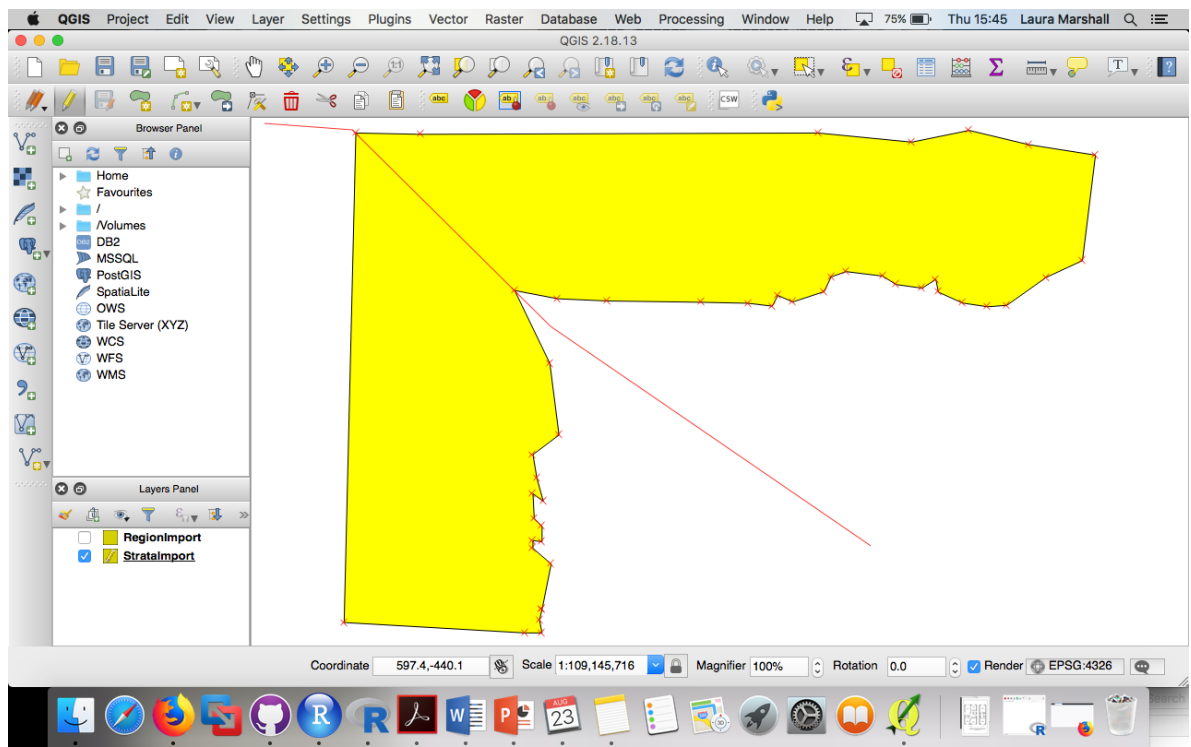 QGIS Project Edit View Layer Settings Plugins Vector Raster Database Web Processing Window Help 75% Thu 15:45 Laura Marshall
QGIS 2.18.13
CSW
Browser Panel
Home
Favourites
/
/Volumes
DB2
MSSQL
PostGIS
SpatiaLite
OWS
Tile Server (XYZ)
WCS
WFS
WMS
Layers Panel
RegionImport
StrataImport
Coordinate 597.4,-440.1 Scale 1:109,145,716 Magnifier 100% Rotation 0.0 Render EPSG:4326
AUG
23